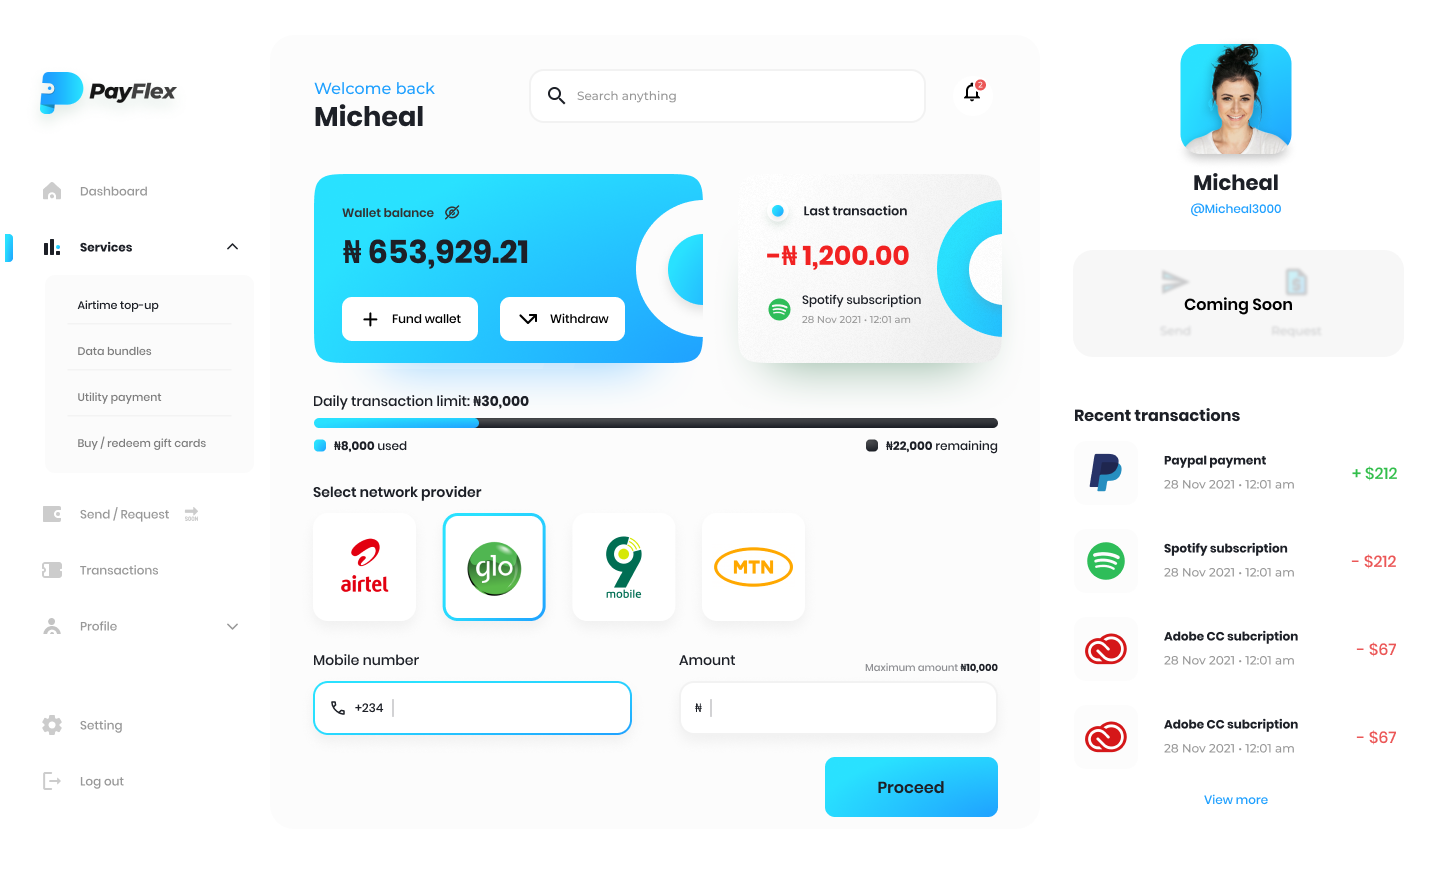 PayFlex
Dashboard
Services
Airtime top-up
Data bundles
Utility payment
Buy / redeem gift cards
Send / Request
SOON
Transactions
Profile
Setting
Log out
Welcome back
Micheal
Search anything
2
Wallet balance
₦ 653,929.21
Fund wallet
Withdraw
Last transaction
-₦ 1,200.00
Spotify subscription
28 Nov 2021 • 12:01 am
Daily transaction limit: ₦30,000
₦8,000 used
₦22,000 remaining
Select network provider
airtel
glo
9
mobile
MTN
Mobile number
+234
Amount
Maximum amount ₦10,000
₦
Proceed
Micheal
@Micheal3000
Coming Soon
Send
Request
Recent transactions
Paypal payment
28 Nov 2021 • 12:01 am
+ $212
Spotify subscription
28 Nov 2021 • 12:01 am
- $212
Adobe CC subcription
28 Nov 2021 • 12:01 am
- $67
Adobe CC subcription
28 Nov 2021 • 12:01 am
- $67
View more